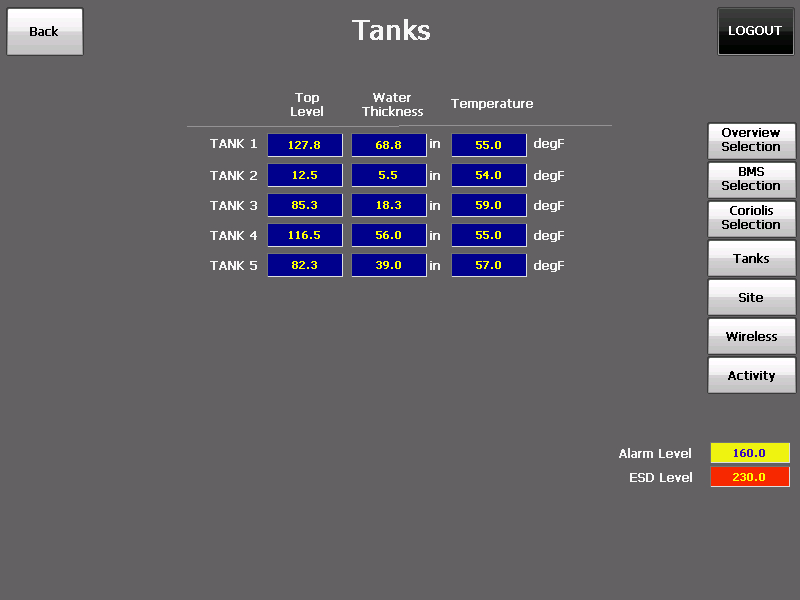 Back
Tanks
LOGOUT
Top Level
Water Thickness
Temperature
TANK 1 127.8 68.8 in 55.0 degF
TANK 2 12.5 5.5 in 54.0 degF
TANK 3 85.3 18.3 in 59.0 degF
TANK 4 116.5 56.0 in 55.0 degF
TANK 5 82.3 39.0 in 57.0 degF
Overview
Selection
BMS
Selection
Coriolis
Selection
Tanks
Site
Wireless
Activity
Alarm Level 160.0
ESD Level 230.0